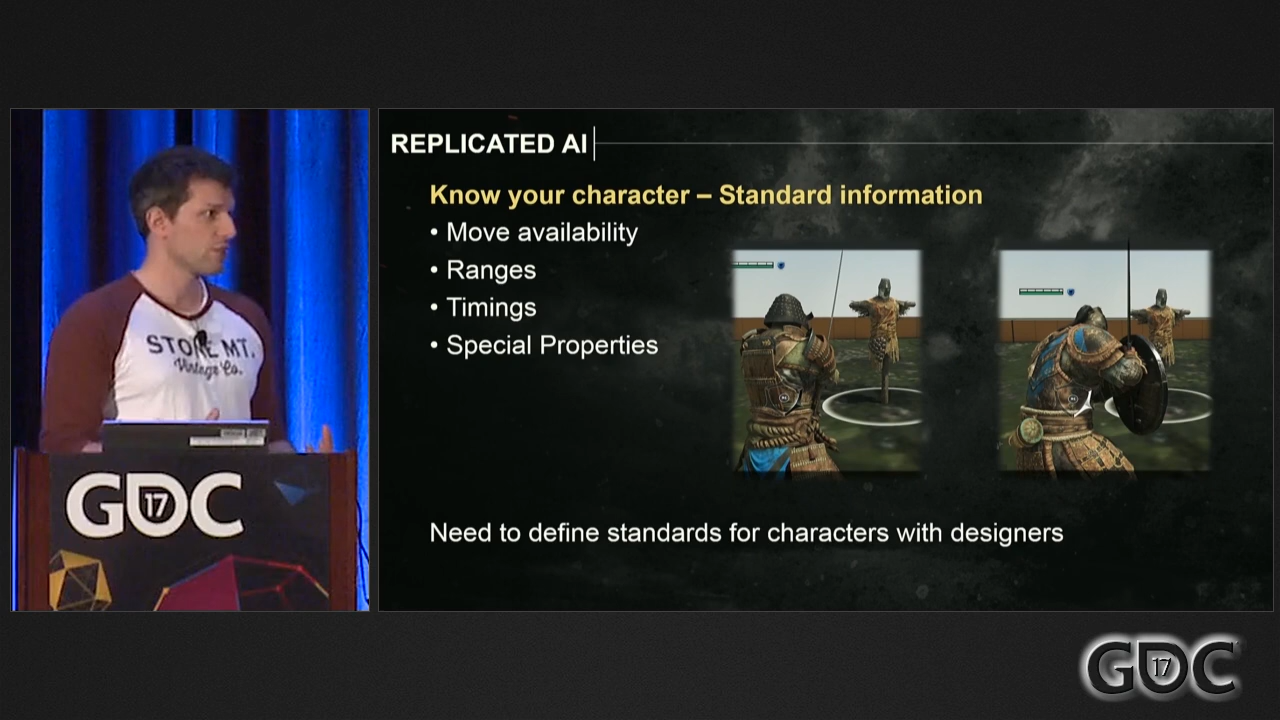 REPLICATED AI
Know your character – Standard information
• Move availability
• Ranges
• Timings
• Special Properties
Need to define standards for characters with designers
STONE MT.
Vintage Co.
GDC
17
GDC
17